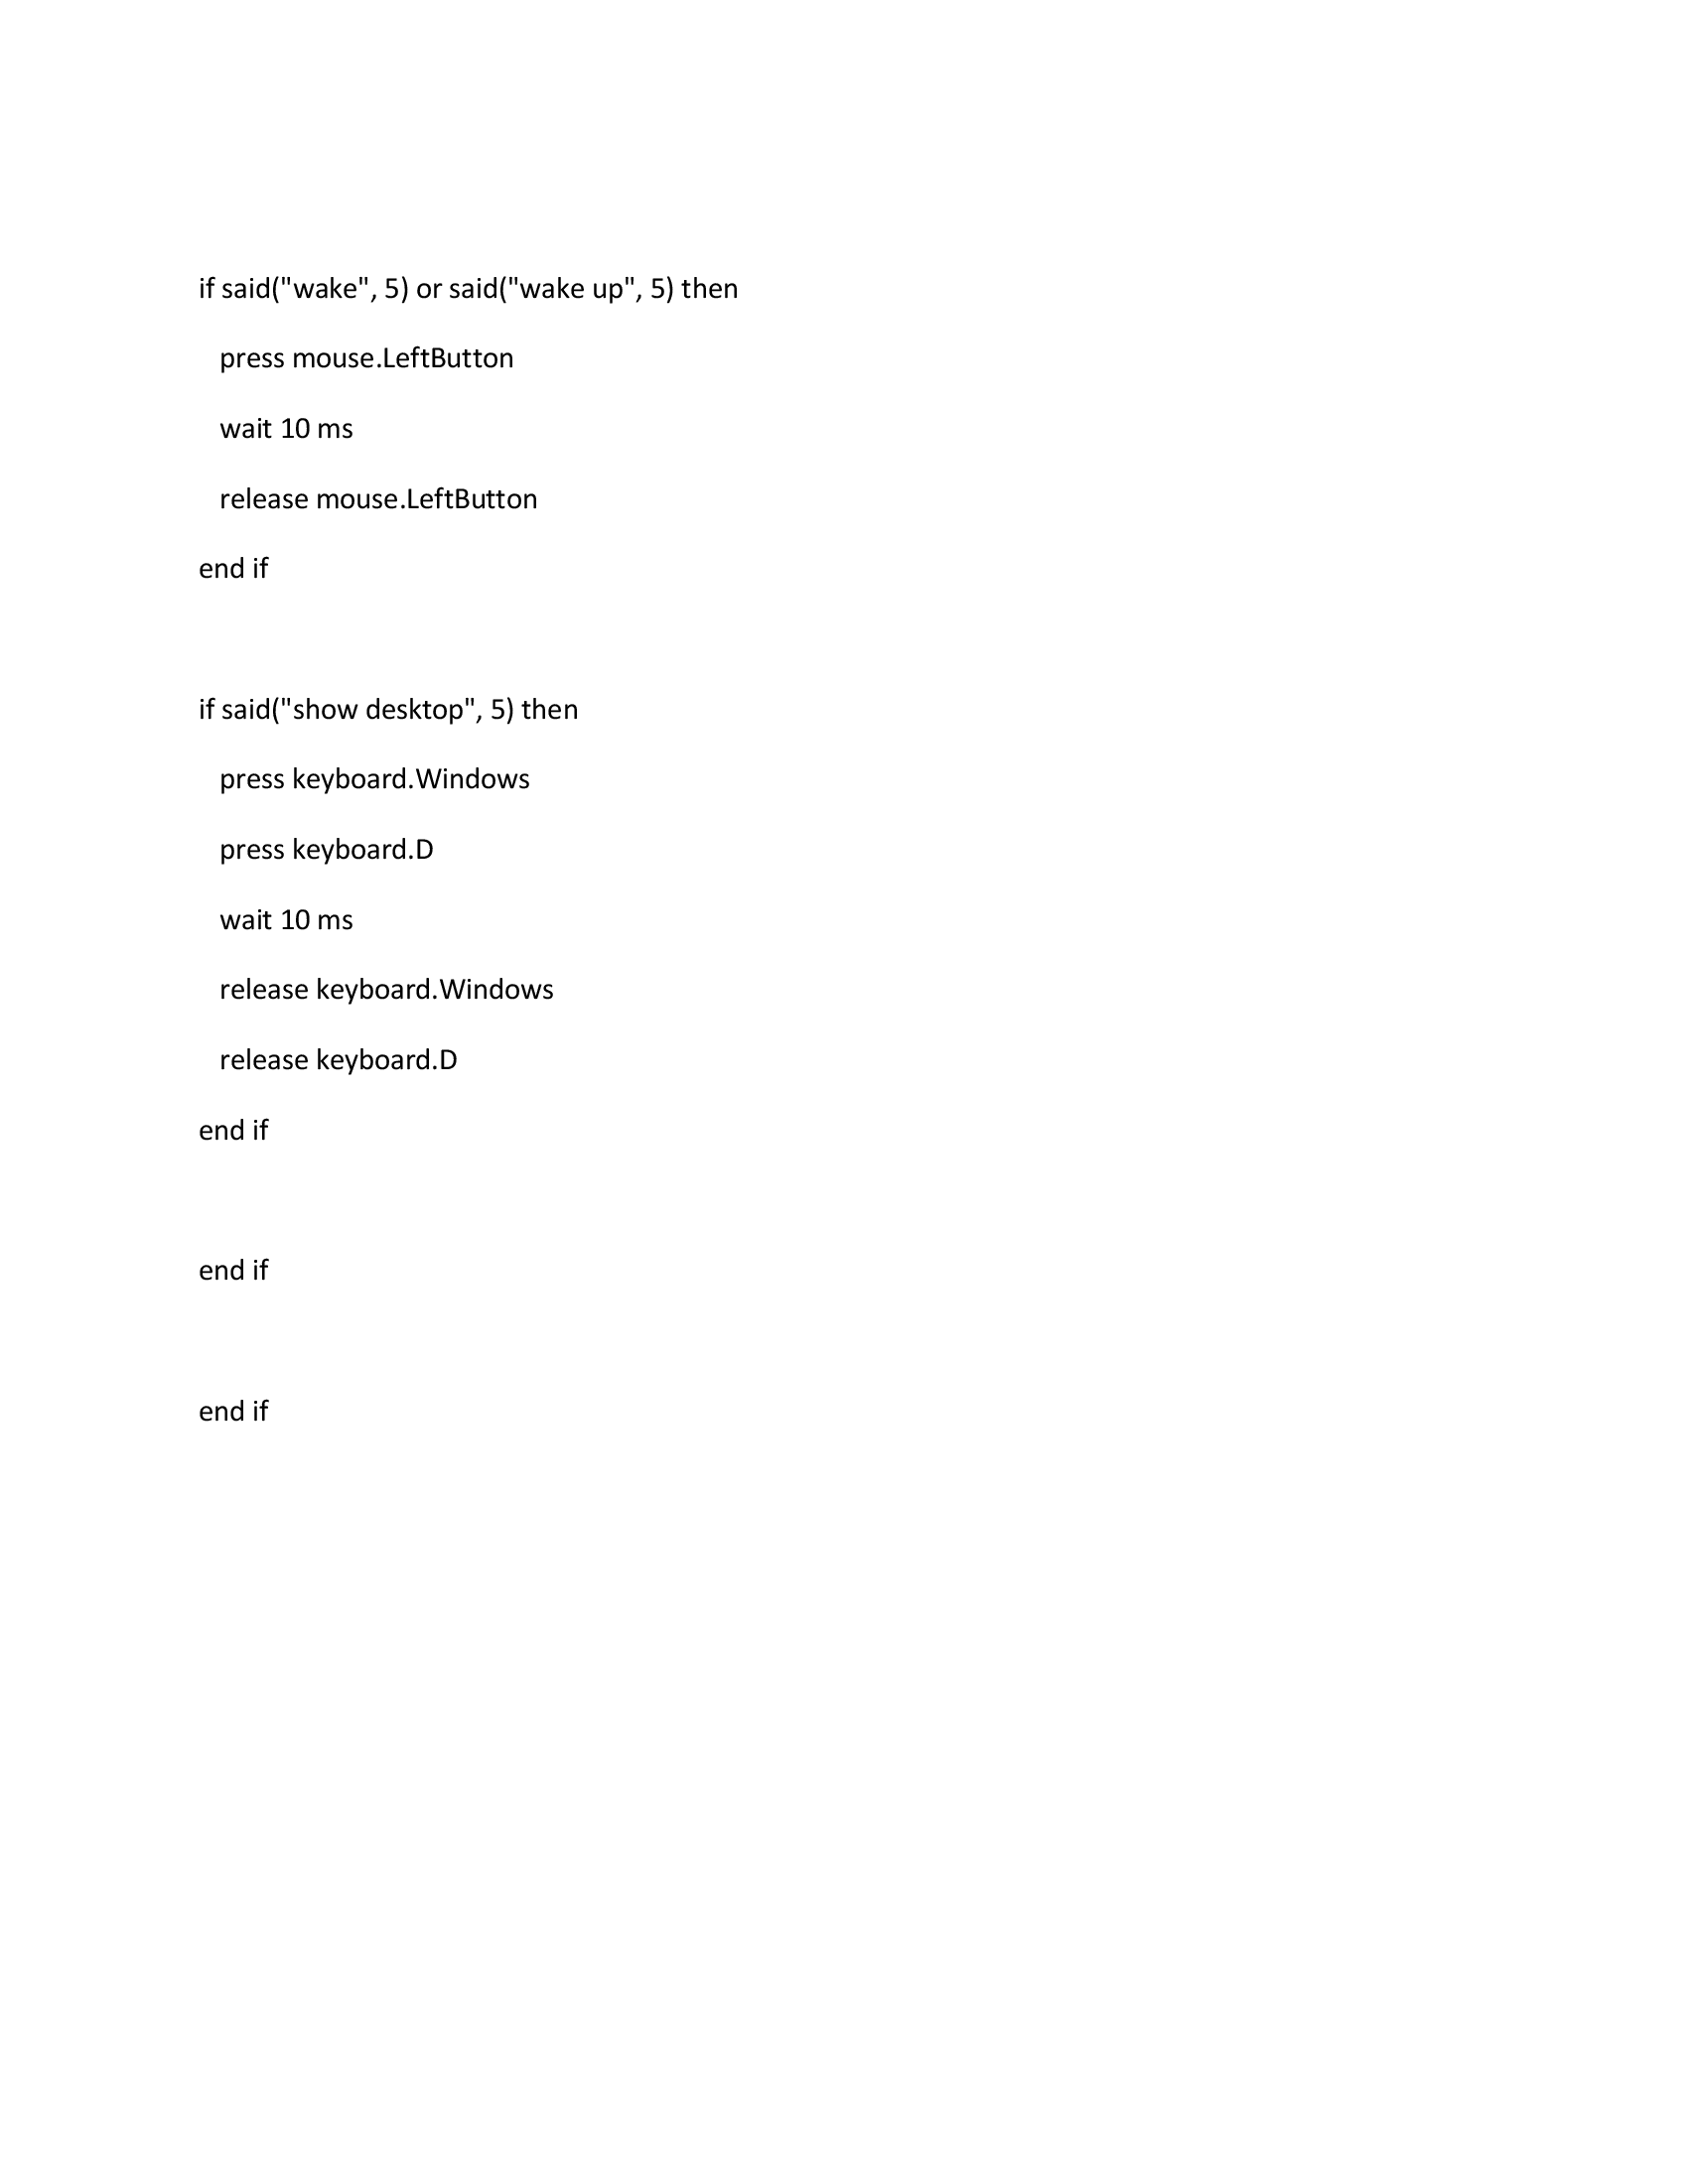 if said("wake", 5) or said("wake up", 5) then
press mouse.LeftButton
wait 10 ms
release mouse.LeftButton
end if
if said("show desktop", 5) then
press keyboard.Windows
press keyboard.D
wait 10 ms
release keyboard.Windows
release keyboard.D
end if
end if
end if